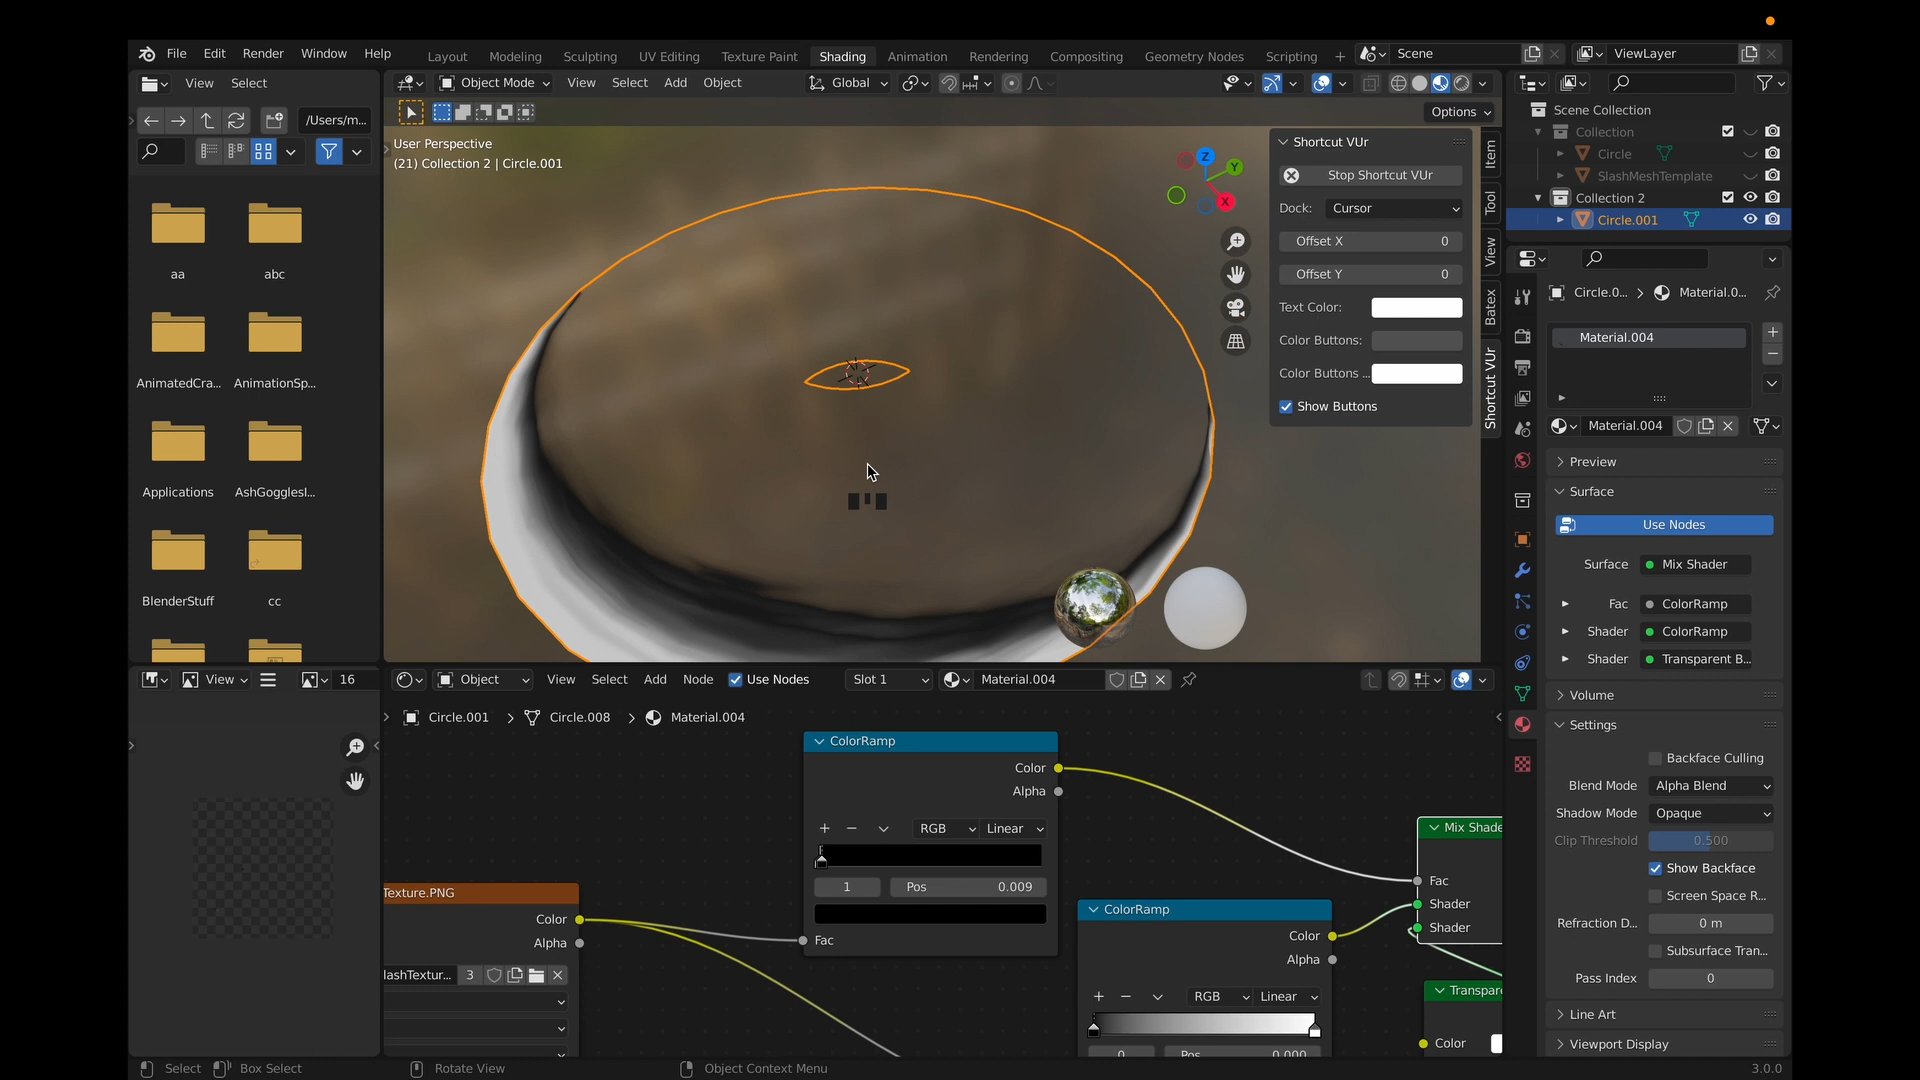 File Edit Render Window Help
Layout Modeling Sculpting UV Editing Texture Paint Shading Animation Rendering Compositing Geometry Nodes Scripting
Scene
ViewLayer
View Select
Object Mode View Select Add Object
Global
/Users/m...
Options
User Perspective
(21) Collection 2 | Circle.001
Z
Y
X
Shortcut VUr
Stop Shortcut VUr
Dock: Cursor
Offset X 0
Offset Y 0
Text Color:
Color Buttons:
Color Buttons ...
Show Buttons
Item
Tool
View
Batex
Shortcut VUr
Scene Collection
Collection
Circle
SlashMeshTemplate
Collection 2
Circle.001
Circle.0... Material.0...
Material.004
Material.004
Preview
Surface
Use Nodes
Surface Mix Shader
Fac ColorRamp
Shader ColorRamp
Shader Transparent B...
Volume
Settings
Backface Culling
Blend Mode Alpha Blend
Shadow Mode Opaque
Clip Threshold 0.500
Show Backface
Screen Space R...
Refraction D... 0 m
Subsurface Tran...
Pass Index 0
Line Art
Viewport Display
aa abc
AnimatedCra... AnimationSp...
Applications AshGogglesI...
BlenderStuff cc
View 16
Object View Select Add Node Use Nodes Slot 1 Material.004
Circle.001 Circle.008 Material.004
ColorRamp
Color
Alpha
RGB Linear
1 Pos 0.009
Fac
Texture.PNG
Color
Alpha
lashTextur... 3
ColorRamp
Color
Alpha
RGB Linear
0 Pos 0.000
Mix Shade
Fac
Shader
Shader
Transpare
Color
Select Box Select Rotate View Object Context Menu 3.0.0